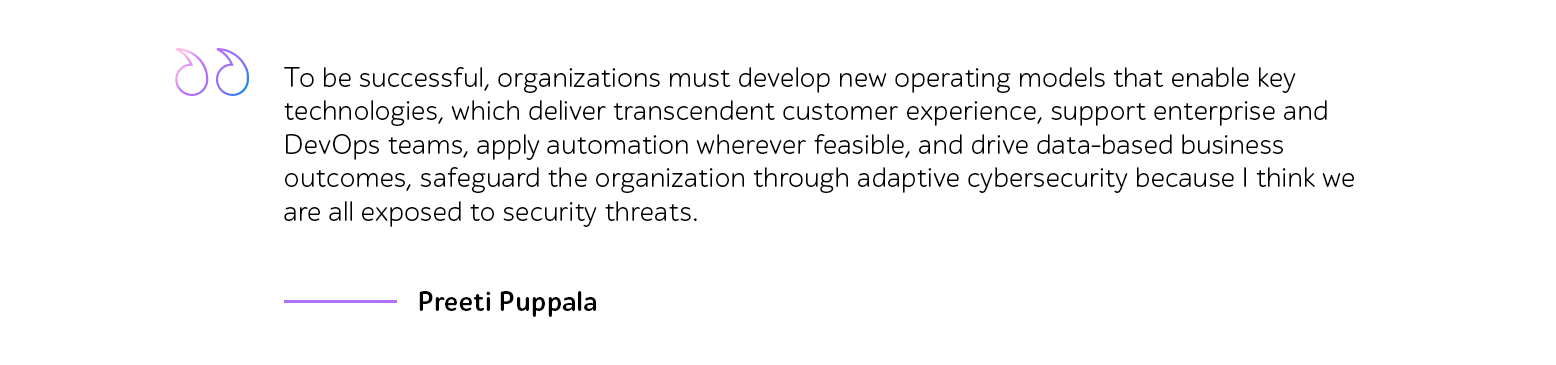 To be successful, organizations must develop new operating models that enable key
technologies, which deliver transcendent customer experience, support enterprise and
DevOps teams, apply automation wherever feasible, and drive data-based business
outcomes, safeguard the organization through adaptive cybersecurity because I think we
are all exposed to security threats.
Preeti Puppala